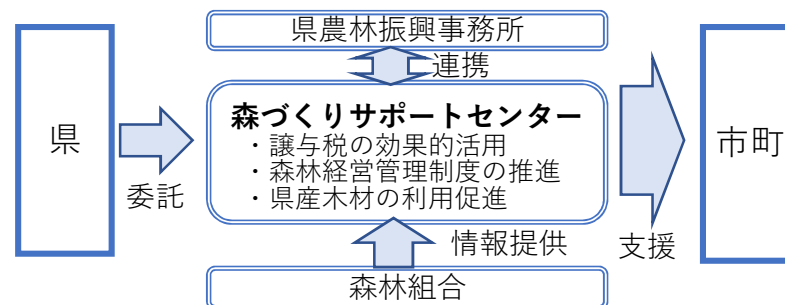 県農林振興事務所
連携
県
委託
森づくりサポートセンター
・譲与税の効果的活用
・森林経営管理制度の推進
・県産木材の利用促進
市町
支援
情報提供
森林組合